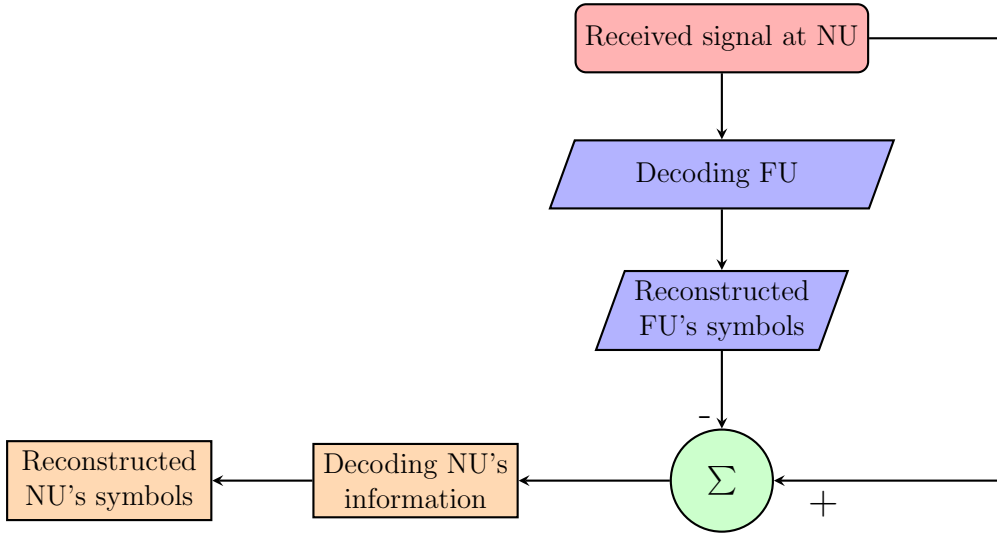 Received signal at NU
Decoding FU
Reconstructed
FU's symbols
-
Σ
+
Decoding NU's
information
Reconstructed
NU's symbols